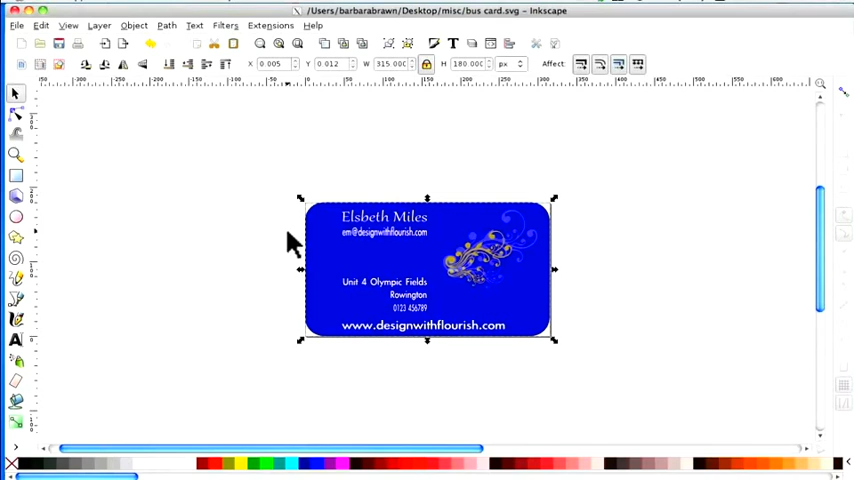 /Users/barbarabrawn/Desktop/misc/bus card.svg - Inkscape
File Edit View Layer Object Path Text Filters Extensions Help
X 0.005 Y 0.012 W 315.000 H 180.000 px Affect:
Elsbeth Miles
em@designwithflourish.com
Unit 4 Olympic Fields
Rowington
0123 456789
www.designwithflourish.com